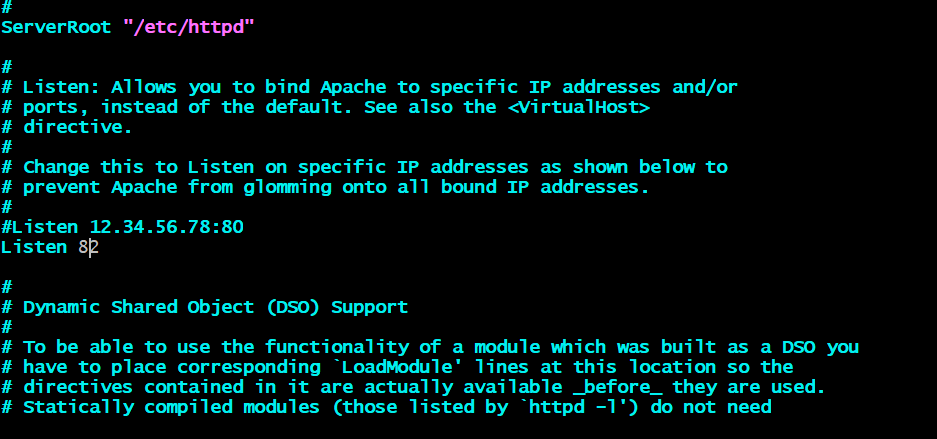 #
ServerRoot "/etc/httpd"
#
# Listen: Allows you to bind Apache to specific IP addresses and/or
# ports, instead of the default. See also the <VirtualHost>
# directive.
#
# Change this to Listen on specific IP addresses as shown below to
# prevent Apache from glomming onto all bound IP addresses.
#
#Listen 12.34.56.78:80
Listen 82
#
# Dynamic Shared Object (DSO) Support
#
# To be able to use the functionality of a module which was built as a DSO you
# have to place corresponding `LoadModule' lines at this location so the
# directives contained in it are actually available _before_ they are used.
# Statically compiled modules (those listed by `httpd -l') do not need